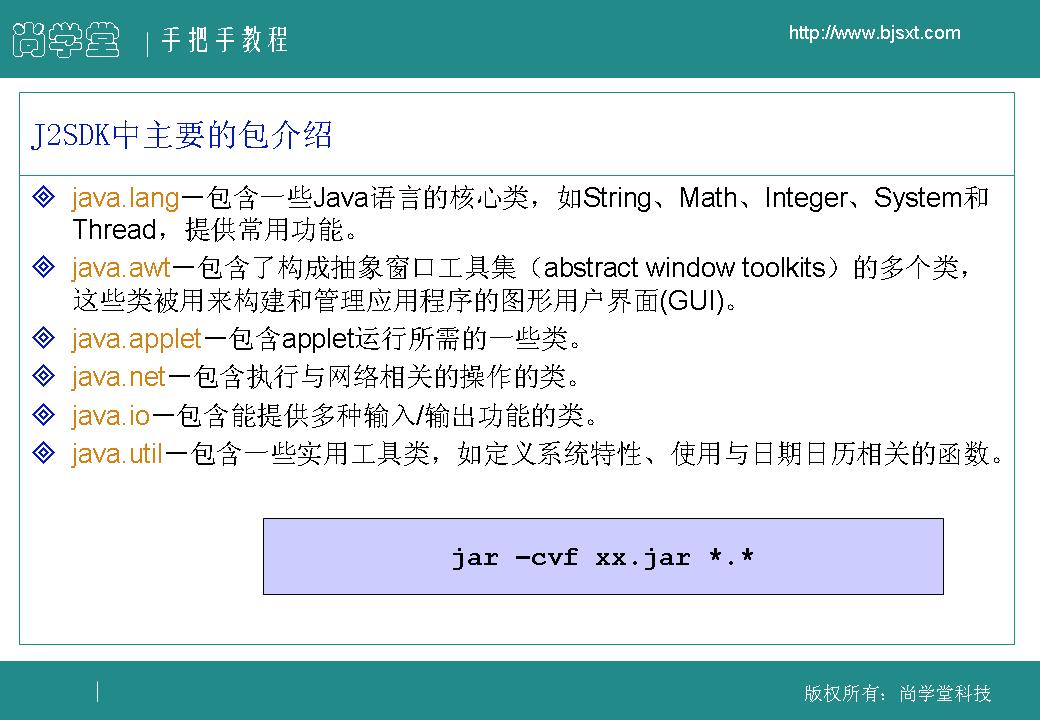 尚学堂 | 手把手教程
http://www.bjsxt.com
J2SDK中主要的包介绍
java.lang—包含一些Java语言的核心类，如String、Math、Integer、System和
Thread，提供常用功能。
java.awt—包含了构成抽象窗口工具集（abstract window toolkits）的多个类，
这些类被用来构建和管理应用程序的图形用户界面(GUI)。
java.applet—包含applet运行所需的一些类。
java.net—包含执行与网络相关的操作的类。
java.io—包含能提供多种输入/输出功能的类。
java.util—包含一些实用工具类，如定义系统特性、使用与日期日历相关的函数。
jar –cvf xx.jar *.*
版权所有：尚学堂科技